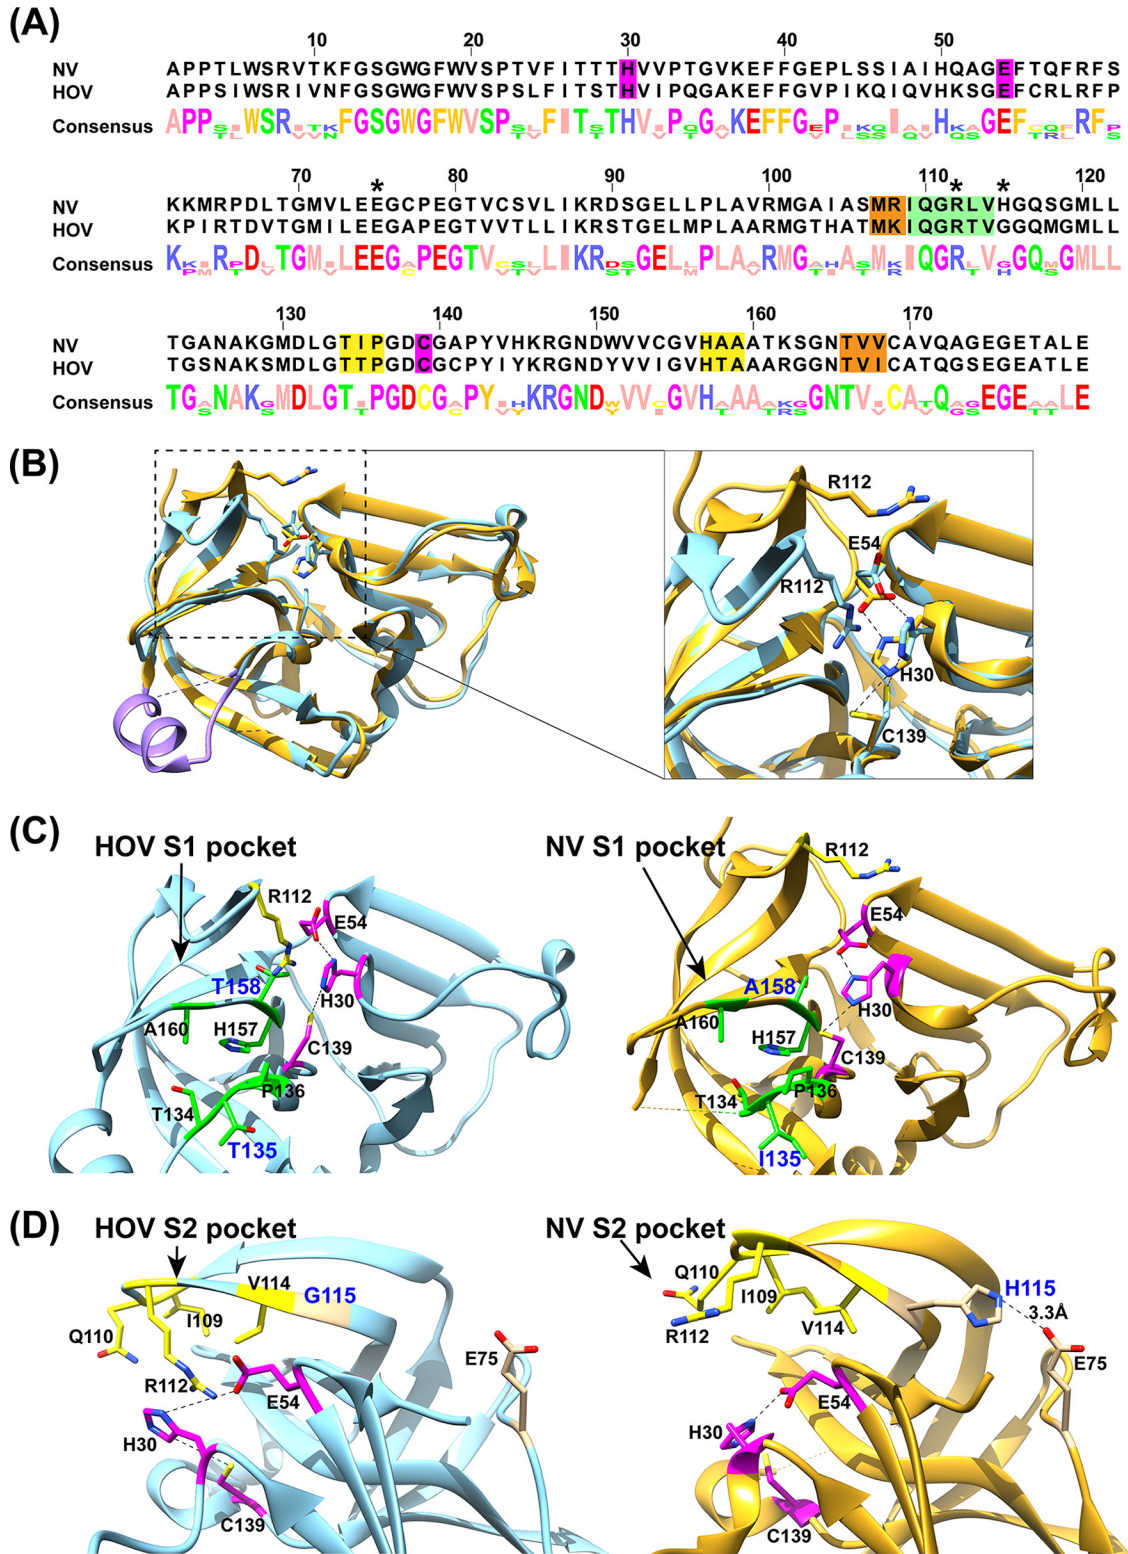 (A)
10 20 30 40 50
NV APPTLWSRVTKFGSGWGFWVSPTVFITTTHVVPTGVKEFFGEPLSSIAIHQAGEFTQFRFS
HOV APPSIWSRIVNFGSGWGFWVSPSLFITSTHVIPQGAKEFFGVPIKQIQVHKSGEFCRLRFP
Consensus
70 80 90 100 110 120
* * *
NV KKMRPDLTGMVLEEGCPEGTVCSVLIKRDSGELLPLAVRMGAIASMRIQGRLVHGQSGMLL
HOV KPIRTDVTGMILEEGAPEGTVVTLLIKRSTGELMPLAARMGTHATMKIQGRTVGGQMGMLL
Consensus
130 140 150 160 170
NV TGANAKGMDLGTIPGDCGAPYVHKRGNDWVVCGVHAAATKSGNTVVCAVQAGEGETALE
HOV TGSNAKSMDLGTTPGDCGCPYIYKRGNDYVVIGVHTAAARGGNTVICATQGSEGEATLE
Consensus
(B)
R112
E54
R112
H30
C139
(C)
HOV S1 pocket
R112
E54
T158
H30
A160
H157
C139
P136
T134
T135
NV S1 pocket
R112
E54
A158
H30
A160
H157
C139
P136
T134
I135
(D)
HOV S2 pocket
V114
G115
I109
Q110
E75
R112
E54
H30
C139
NV S2 pocket
Q110
I109
H115
3.3Å
R112
V114
E75
E54
H30
C139